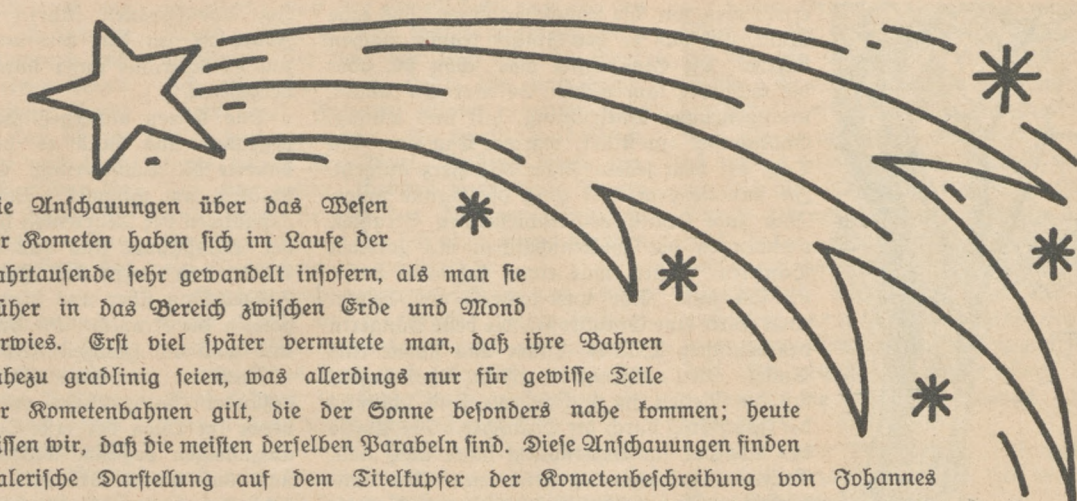 ie Anschauungen über das Wesen
r Kometen haben sich im Laufe der
ahrtausende sehr gewandelt insofern, als man sie
üher in das Bereich zwischen Erde und Mond
rwies. Erst viel später vermutete man, daß ihre Bahnen
ahezu gradlinig seien, was allerdings nur für gewisse Teile
r Kometenbahnen gilt, die der Sonne besonders nahe kommen; heute
issen wir, daß die meisten derselben Parabeln sind. Diese Anschauungen finden
alerische Darstellung auf dem Titelkupfer der Kometenbeschreibung von Johannes